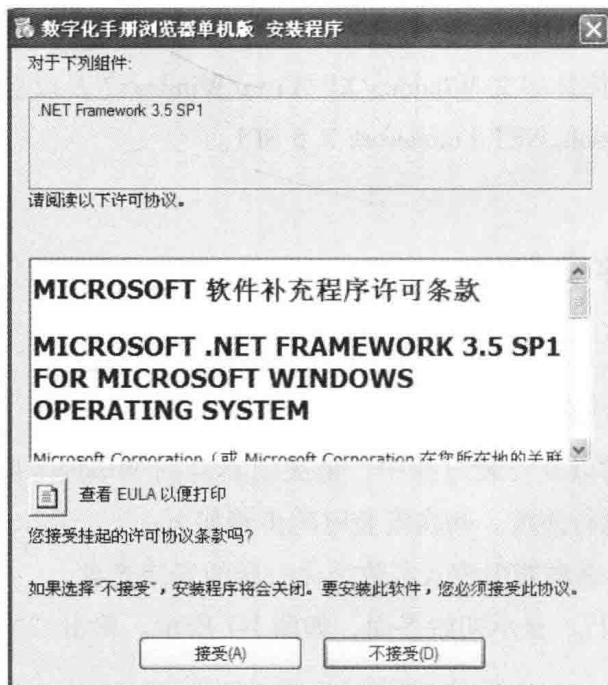 数字化手册浏览器单机版 安装程序
对于下列组件:
.NET Framework 3.5 SP1
请阅读以下许可协议。
MICROSOFT 软件补充程序许可条款
MICROSOFT .NET FRAMEWORK 3.5 SP1
FOR MICROSOFT WINDOWS
OPERATING SYSTEM
Microsoft Corporation（或 Microsoft Corporation 在您所在地的关联
查看 EULA 以便打印
您接受挂起的许可协议条款吗?
如果选择“不接受”，安装程序将会关闭。要安装此软件，您必须接受此协议。
接受(A)
不接受(D)